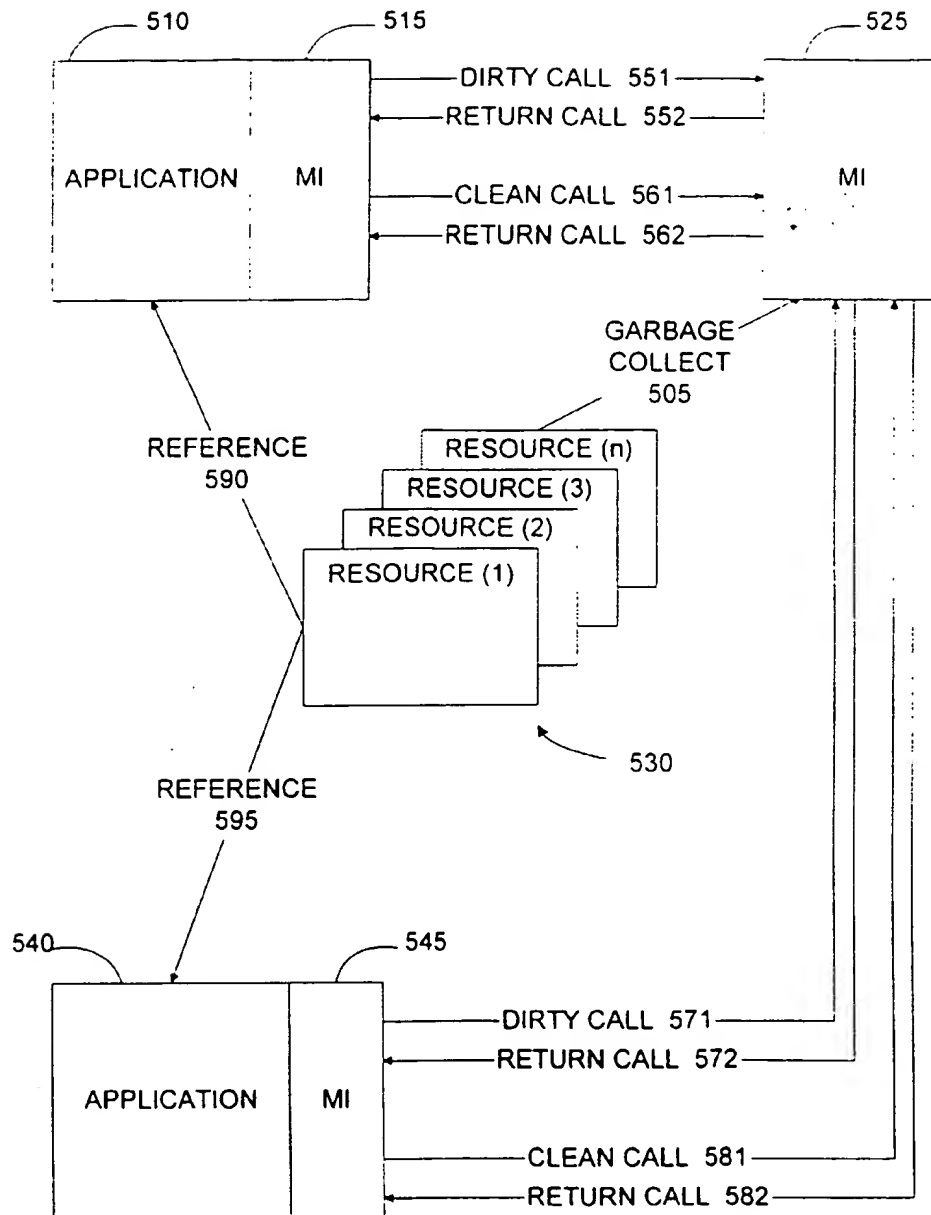 510
515
525
DIRTY CALL 551
RETURN CALL 552
APPLICATION
MI
MI
CLEAN CALL 561
RETURN CALL 562
GARBAGE
COLLECT
505
REFERENCE
590
RESOURCE (n)
RESOURCE (3)
RESOURCE (2)
RESOURCE (1)
530
REFERENCE
595
540
545
DIRTY CALL 571
RETURN CALL 572
APPLICATION
MI
CLEAN CALL 581
RETURN CALL 582